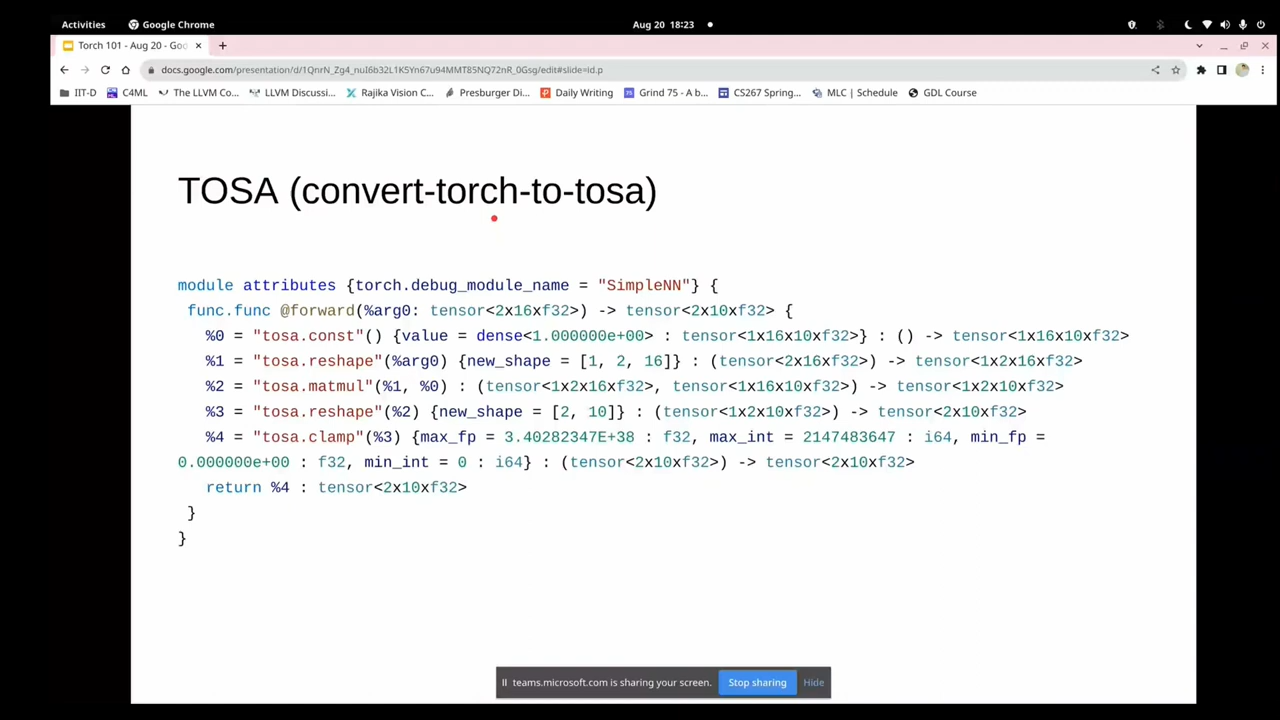 Activities Google Chrome Aug 20 18:23
Torch 101 - Aug 20 - Goo
docs.google.com/presentation/d/1QnrN_Zg4_nuI6b32L1K5Yn67u94MMT85NQ72nR_0Gsg/edit#slide=id.p
IIT-D C4ML The LLVM Co... LLVM Discussi... Rajika Vision C... Presburger Di... Daily Writing Grind 75 - A b... CS267 Spring... MLC | Schedule GDL Course
TOSA (convert-torch-to-tosa)
module attributes {torch.debug_module_name = "SimpleNN"} {
func.func @forward(%arg0: tensor<2x16xf32>) -> tensor<2x10xf32> {
%0 = "tosa.const"() {value = dense<1.000000e+00> : tensor<1x16x10xf32>} : () -> tensor<1x16x10xf32>
%1 = "tosa.reshape"(%arg0) {new_shape = [1, 2, 16]} : (tensor<2x16xf32>) -> tensor<1x2x16xf32>
%2 = "tosa.matmul"(%1, %0) : (tensor<1x2x16xf32>, tensor<1x16x10xf32>) -> tensor<1x2x10xf32>
%3 = "tosa.reshape"(%2) {new_shape = [2, 10]} : (tensor<1x2x10xf32>) -> tensor<2x10xf32>
%4 = "tosa.clamp"(%3) {max_fp = 3.40282347E+38 : f32, max_int = 2147483647 : i64, min_fp =
0.000000e+00 : f32, min_int = 0 : i64} : (tensor<2x10xf32>) -> tensor<2x10xf32>
return %4 : tensor<2x10xf32>
}
}
teams.microsoft.com is sharing your screen. Stop sharing Hide